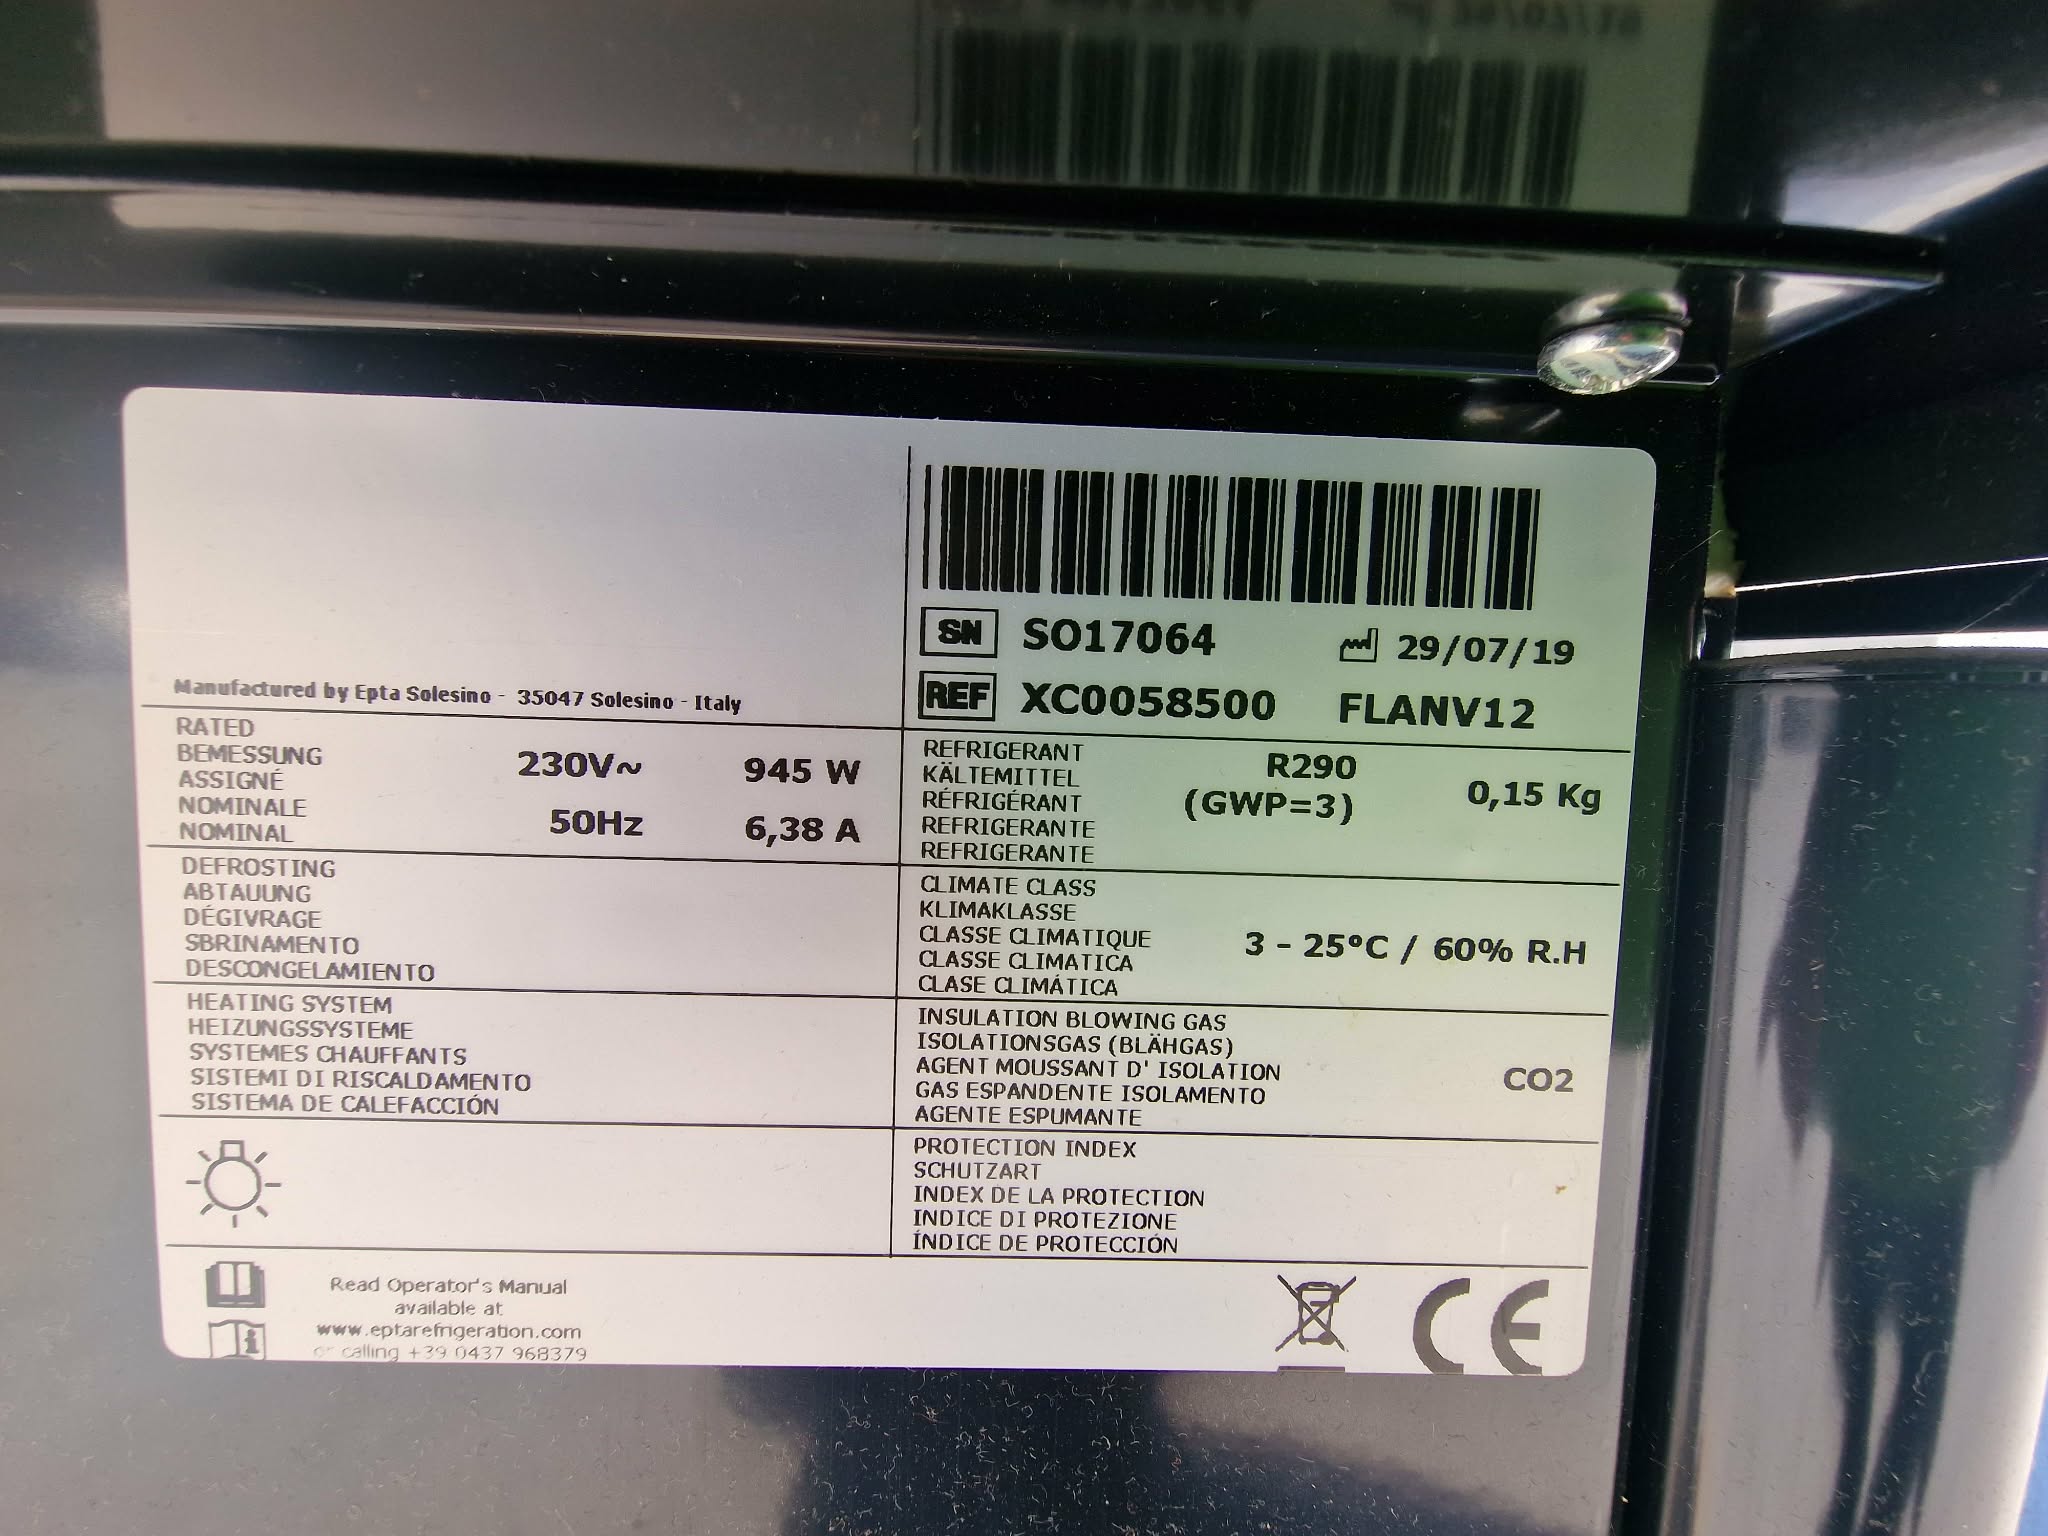 SN SO17064 29/07/19
REF XC0058500 FLANV12
Manufactured by Epta Solesino - 35047 Solesino - Italy
RATED
BEMESSUNG
ASSIGNÉ
NOMINALE
NOMINAL
230V~ 945 W
50Hz 6,38 A
REFRIGERANT
KÄLTEMITTEL
RÉFRIGÉRANT
REFRIGERANTE
REFRIGERANTE
R290
(GWP=3)
0,15 Kg
DEFROSTING
ABTAUUNG
DÉGIVRAGE
SBRINAMENTO
DESCONGELAMIENTO
CLIMATE CLASS
KLIMAKLASSE
CLASSE CLIMATIQUE
CLASSE CLIMATICA
CLASE CLIMÁTICA
3 - 25°C / 60% R.H
HEATING SYSTEM
HEIZUNGSSYSTEME
SYSTEMES CHAUFFANTS
SISTEMI DI RISCALDAMENTO
SISTEMA DE CALEFACCIÓN
INSULATION BLOWING GAS
ISOLATIONSGAS (BLÄHGAS)
AGENT MOUSSANT D' ISOLATION
GAS ESPANDENTE ISOLAMENTO
AGENTE ESPUMANTE
CO2
PROTECTION INDEX
SCHUTZART
INDEX DE LA PROTECTION
INDICE DI PROTEZIONE
ÍNDICE DE PROTECCIÓN
Read Operator's Manual
available at
www.eptarefrigeration.com
or calling +39 0437 968379
CE